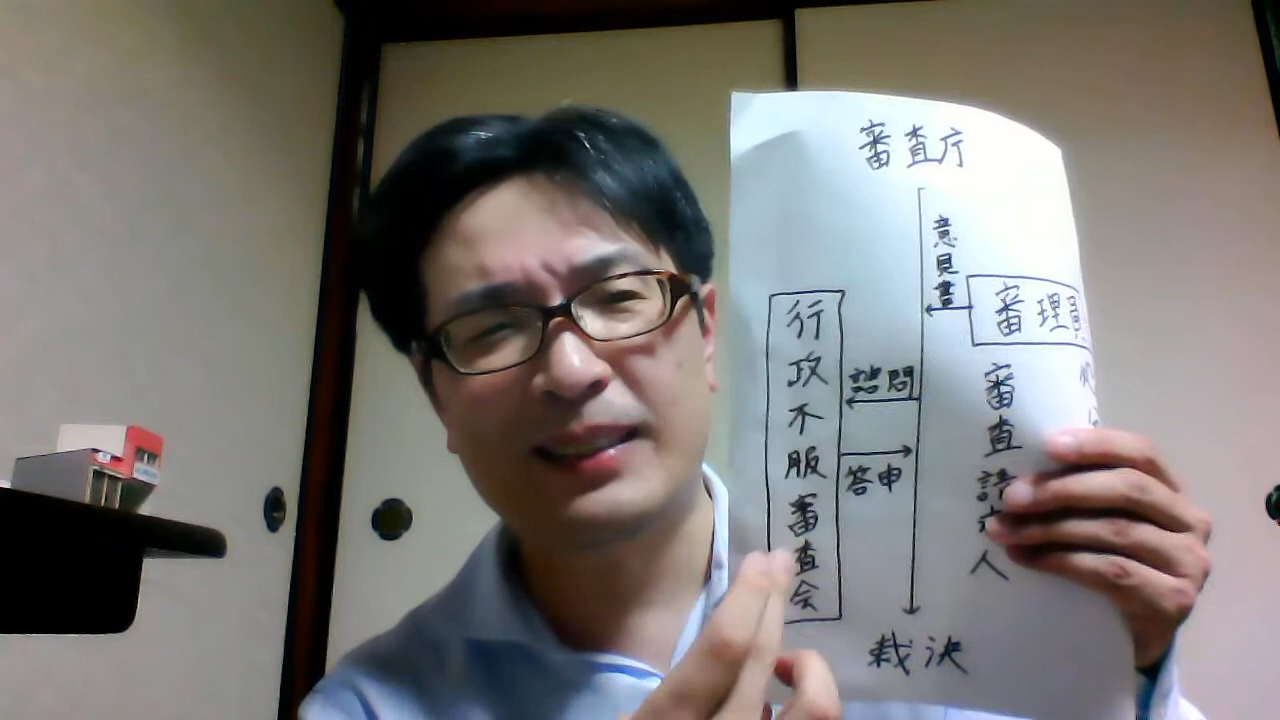 審査庁
意見書
審理員
審査請求人
諮問
答申
行政不服審査会
裁決